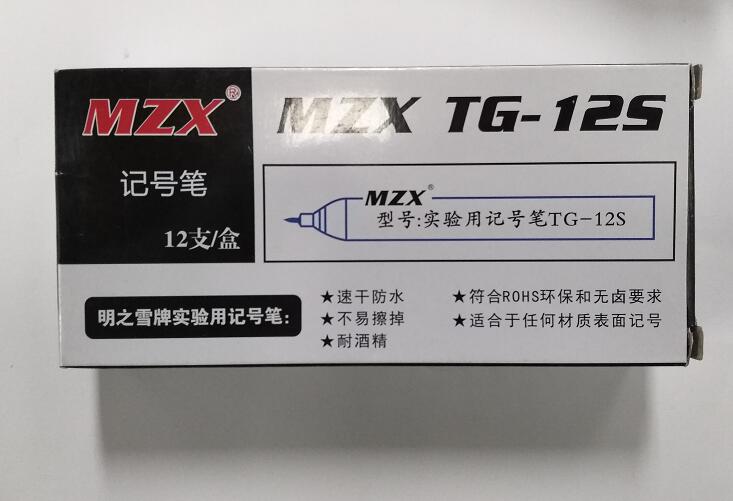 MZX®
记号笔
12支/盒
MZX TG-12S
MZX®
型号:实验用记号笔TG-12S
明之雪牌实验用记号笔:
★速干防水
★不易擦掉
★耐酒精
★符合ROHS环保和无卤要求
★适合于任何材质表面记号